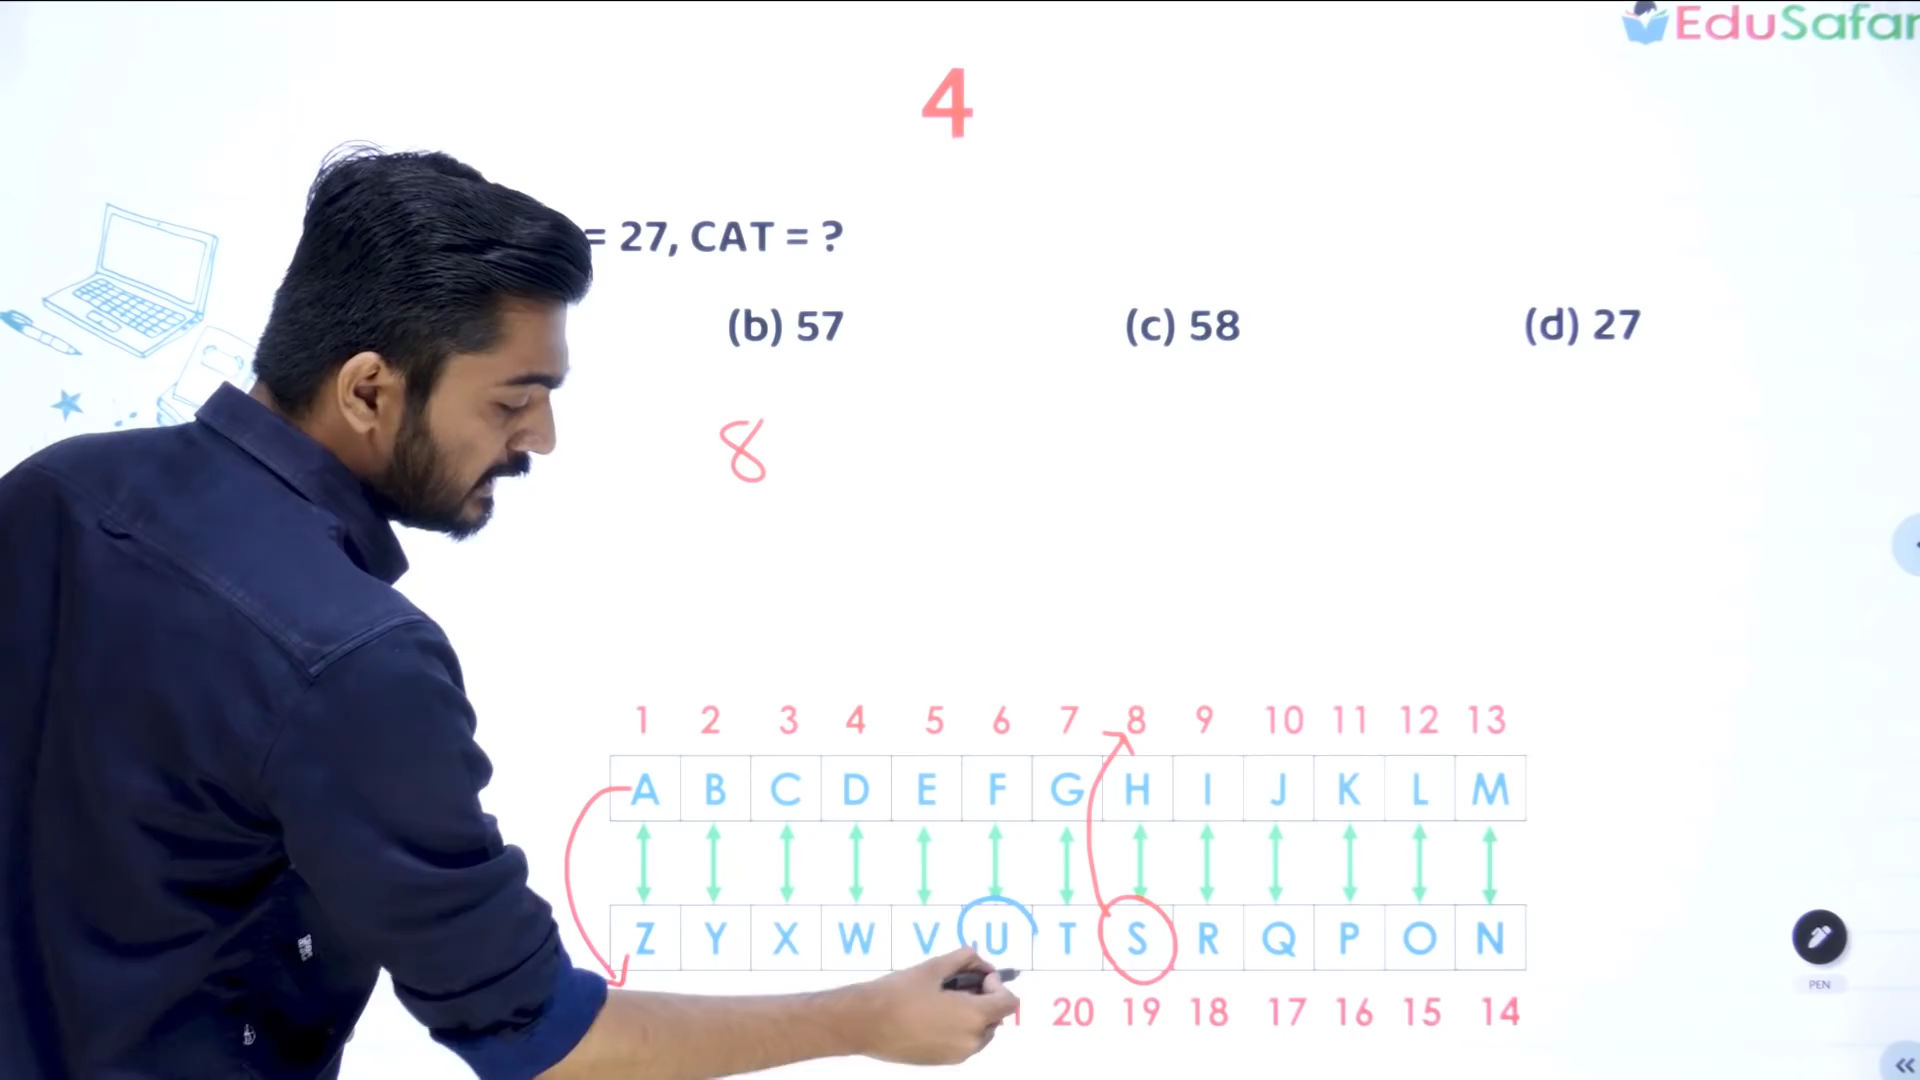 EduSafar
4
= 27, CAT = ?
(b) 57 (c) 58 (d) 27
8
1 2 3 4 5 6 7 8 9 10 11 12 13
A B C D E F G H I J K L M
Z Y X W V U T S R Q P O N
20 19 18 17 16 15 14
PEN